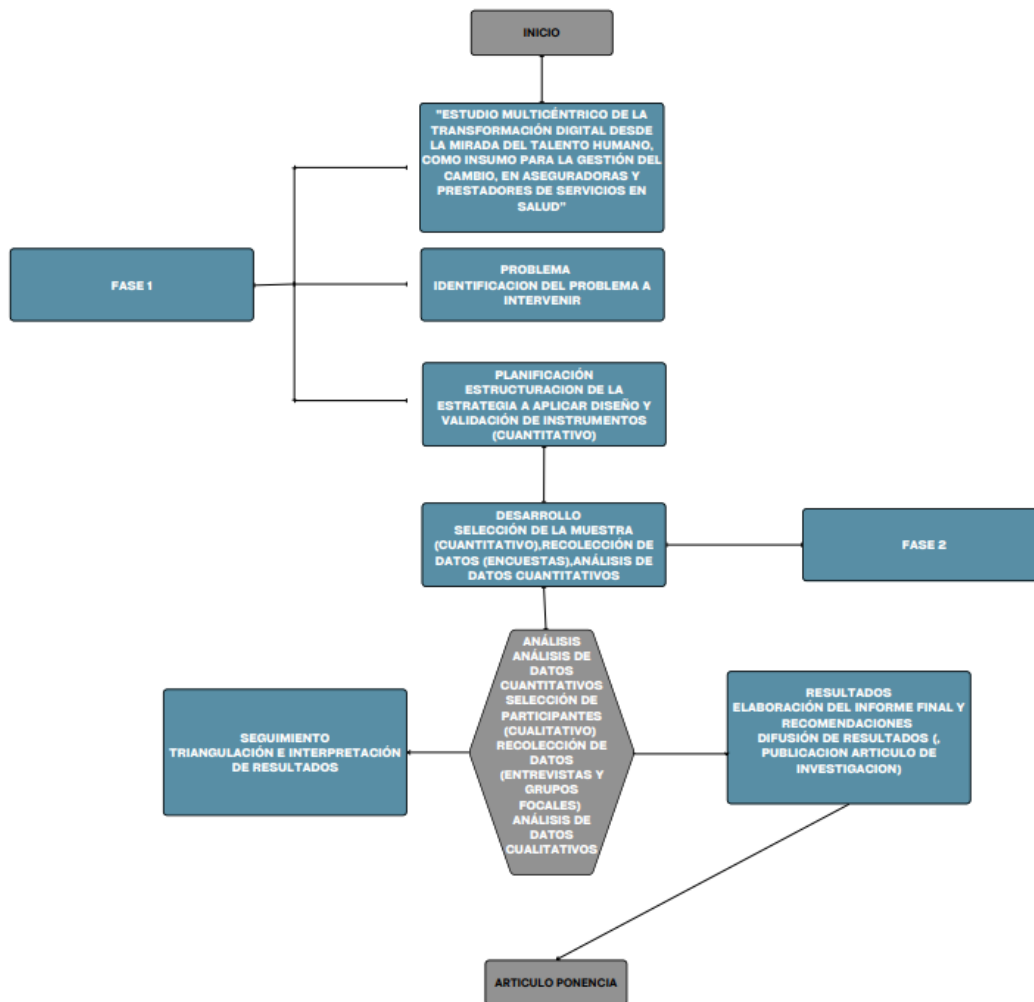 INICIO
"ESTUDIO MULTICÉNTRICO DE LA
TRANSFORMACIÓN DIGITAL DESDE
LA MIRADA DEL TALENTO HUMANO,
COMO INSUMO PARA LA GESTIÓN DEL
CAMBIO, EN ASEGURADORAS Y
PRESTADORES DE SERVICIOS EN
SALUD"
FASE 1
PROBLEMA
IDENTIFICACION DEL PROBLEMA A
INTERVENIR
PLANIFICACIÓN
ESTRUCTURACION DE LA
ESTRATEGIA A APLICAR DISEÑO Y
VALIDACIÓN DE INSTRUMENTOS
(CUANTITATIVO)
DESARROLLO
SELECCIÓN DE LA MUESTRA
(CUANTITATIVO),RECOLECCIÓN DE
DATOS (ENCUESTAS),ANÁLISIS DE
DATOS CUANTITATIVOS
FASE 2
ANÁLISIS
ANÁLISIS DE
DATOS
CUANTITATIVOS
SELECCIÓN DE
PARTICIPANTES
(CUALITATIVO)
RECOLECCIÓN DE
DATOS
(ENTREVISTAS Y
GRUPOS
FOCALES)
ANÁLISIS DE
DATOS
CUALITATIVOS
SEGUIMIENTO
TRIANGULACIÓN E INTERPRETACIÓN
DE RESULTADOS
RESULTADOS
ELABORACIÓN DEL INFORME FINAL Y
RECOMENDACIONES
DIFUSIÓN DE RESULTADOS (,
PUBLICACION ARTICULO DE
INVESTIGACION)
ARTICULO PONENCIA